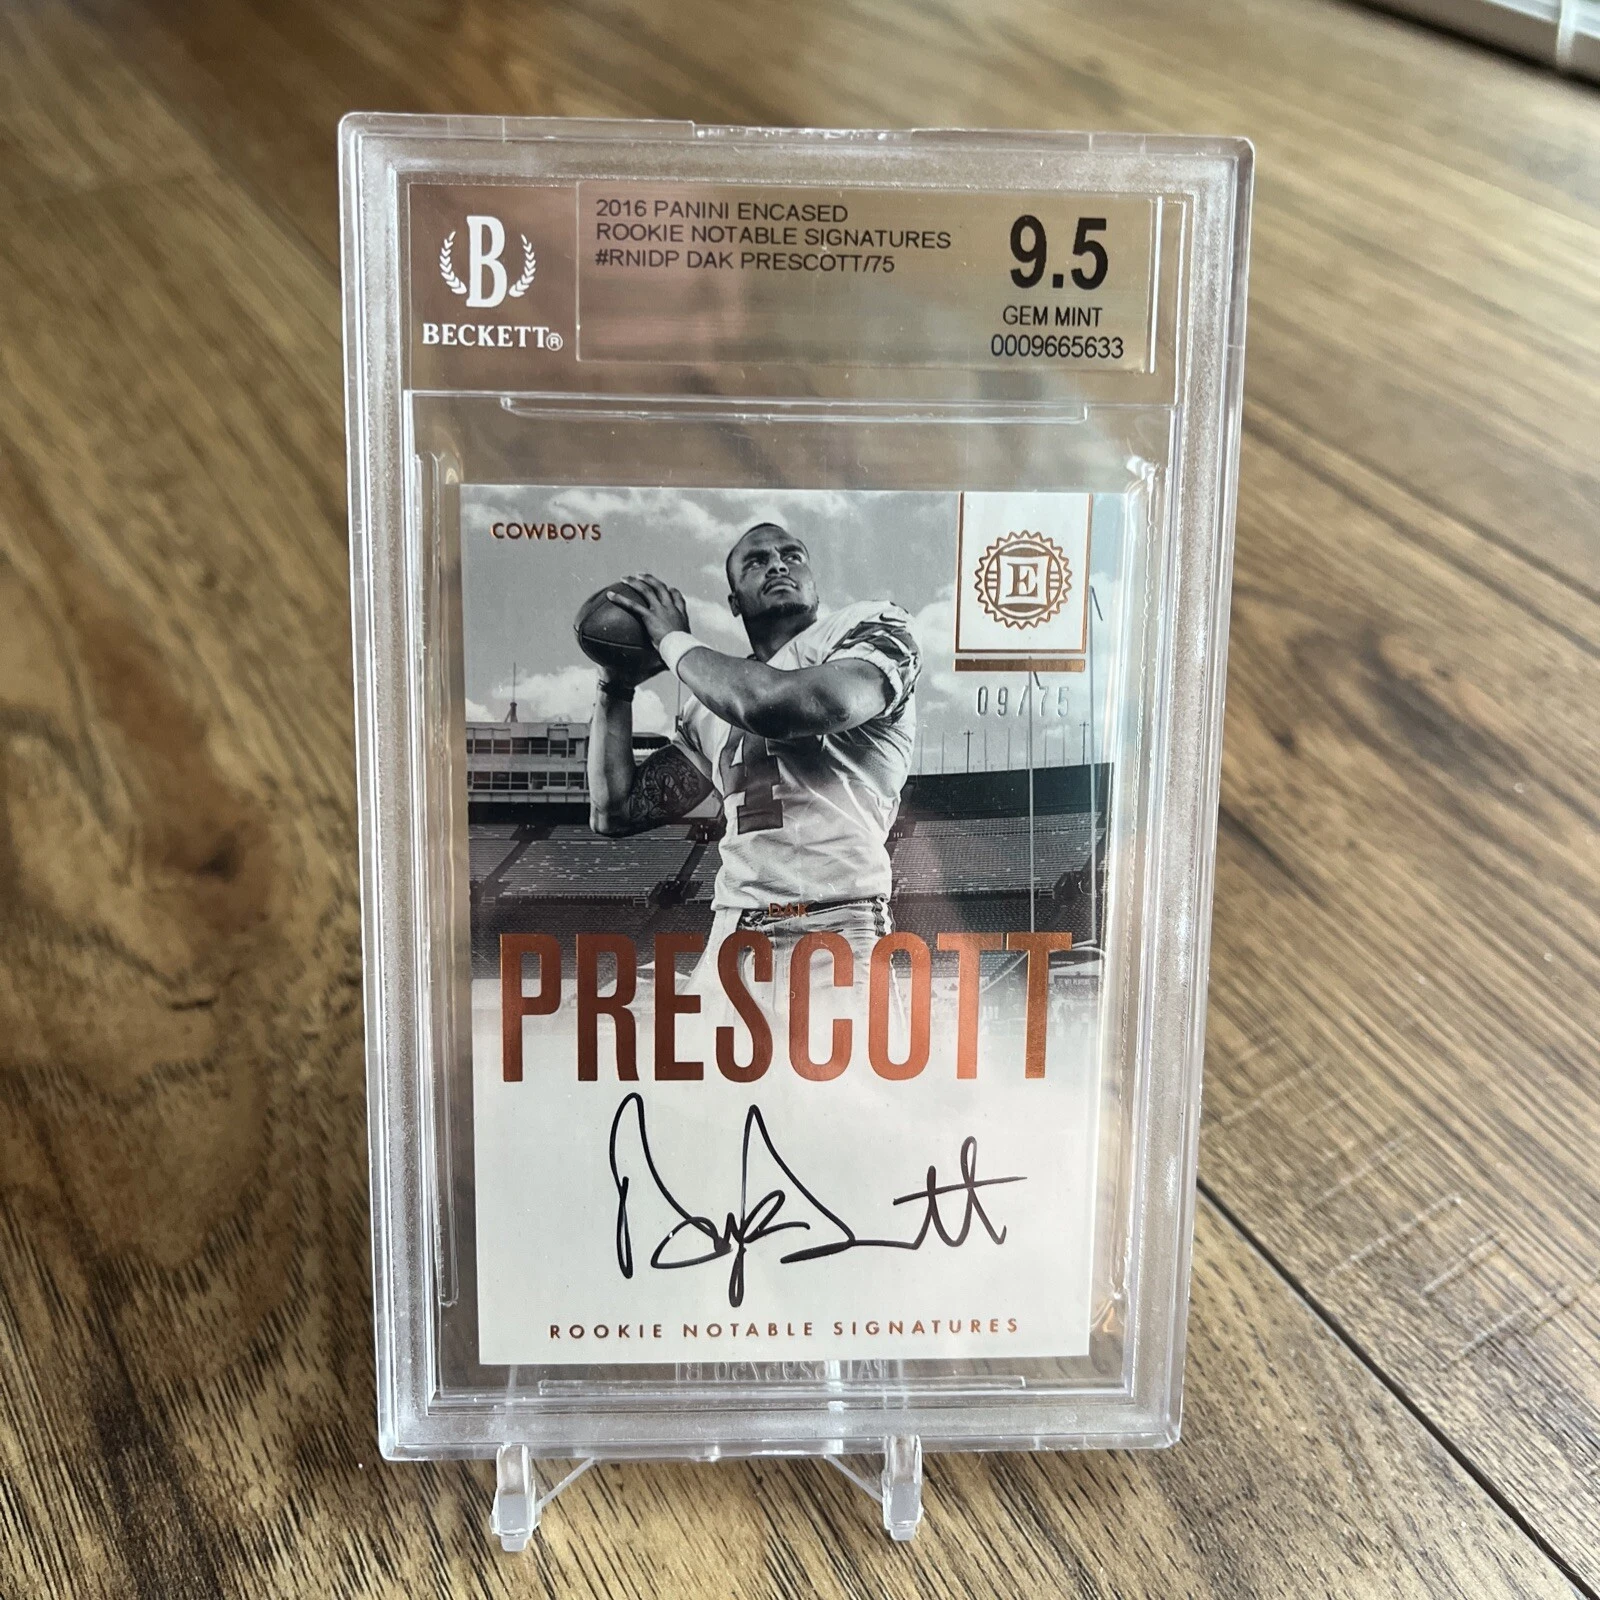 B
BECKETT®
2016 PANINI ENCASED
ROOKIE NOTABLE SIGNATURES
#RNIDP DAK PRESCOTT/75
9.5
GEM MINT
0009665633
COWBOYS
E
09/75
4
DAK
PRESCOTT
ROOKIE NOTABLE SIGNATURES